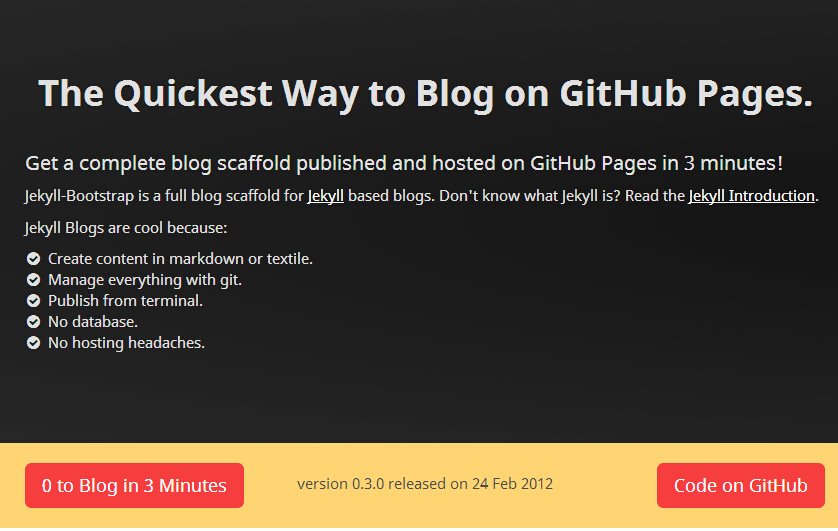 The Quickest Way to Blog on GitHub Pages.
Get a complete blog scaffold published and hosted on GitHub Pages in 3 minutes!
Jekyll-Bootstrap is a full blog scaffold for Jekyll based blogs. Don't know what Jekyll is? Read the Jekyll Introduction.
Jekyll Blogs are cool because:
Create content in markdown or textile.
Manage everything with git.
Publish from terminal.
No database.
No hosting headaches.
0 to Blog in 3 Minutes
version 0.3.0 released on 24 Feb 2012
Code on GitHub